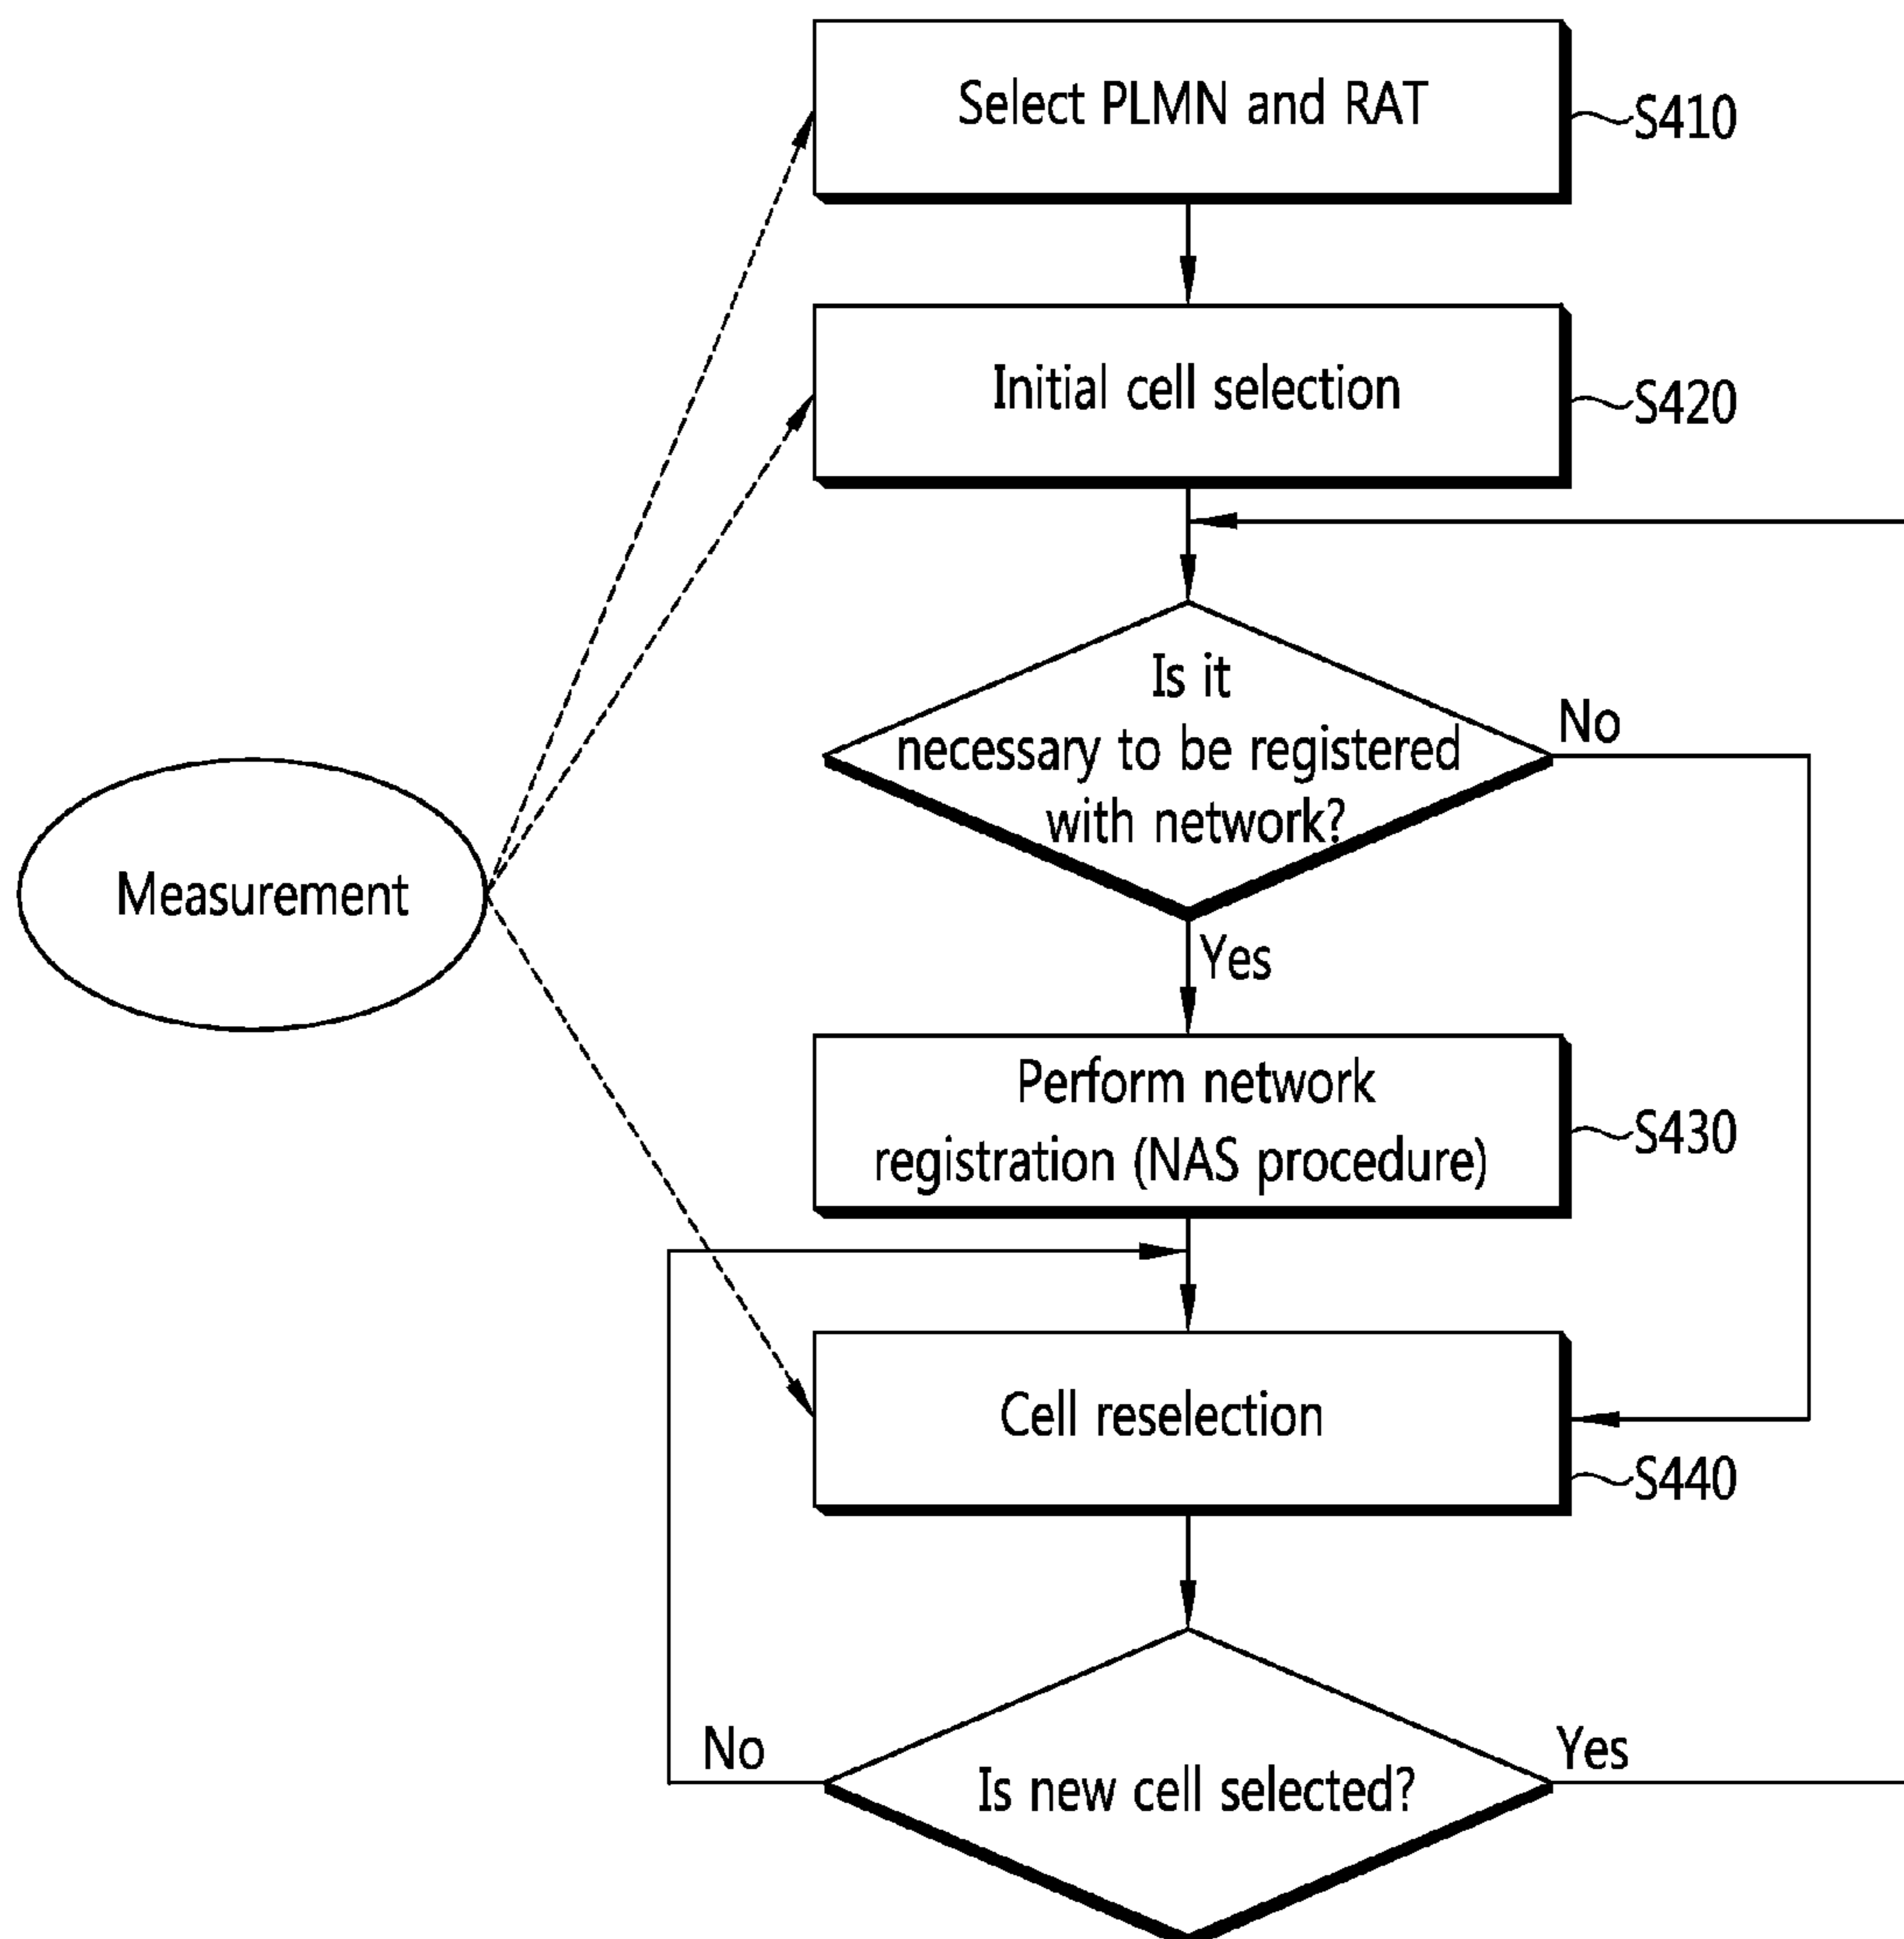 Select PLMN and RAT
S410
Initial cell selection
S420
Is it
necessary to be registered
with network?
No
Yes
Measurement
Perform network
registration (NAS procedure)
S430
Cell reselection
S440
No
Is new cell selected?
Yes